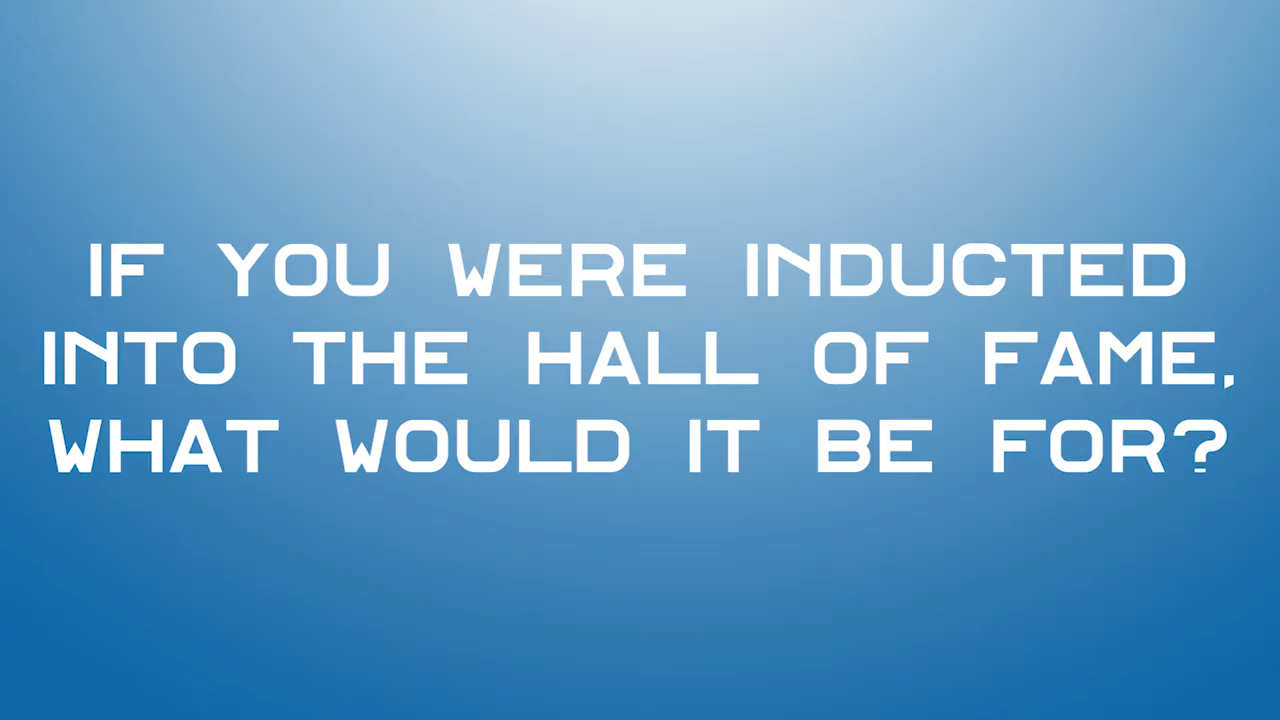 IF YOU WERE INDUCTED
INTO THE HALL OF FAME,
WHAT WOULD IT BE FOR?